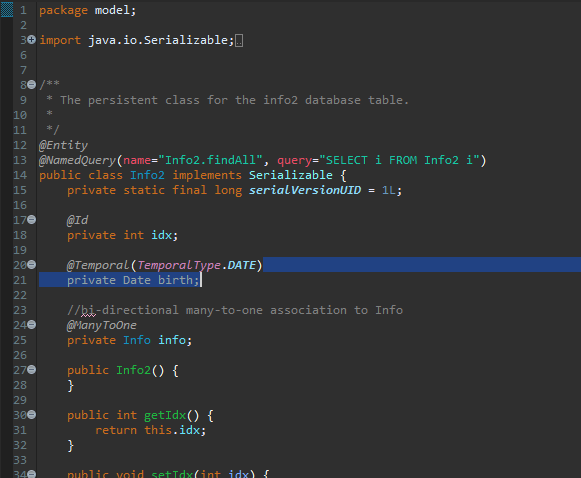 1 package model;
2
3 import java.io.Serializable;
6
7
8 /**
9  * The persistent class for the info2 database table.
10  *
11  */
12 @Entity
13 @NamedQuery(name="Info2.findAll", query="SELECT i FROM Info2 i")
14 public class Info2 implements Serializable {
15     private static final long serialVersionUID = 1L;
16
17     @Id
18     private int idx;
19
20     @Temporal(TemporalType.DATE)
21     private Date birth;
22
23     //bi-directional many-to-one association to Info
24     @ManyToOne
25     private Info info;
26
27     public Info2() {
28     }
29
30     public int getIdx() {
31         return this.idx;
32     }
33
34     public void setIdx(int idx) {